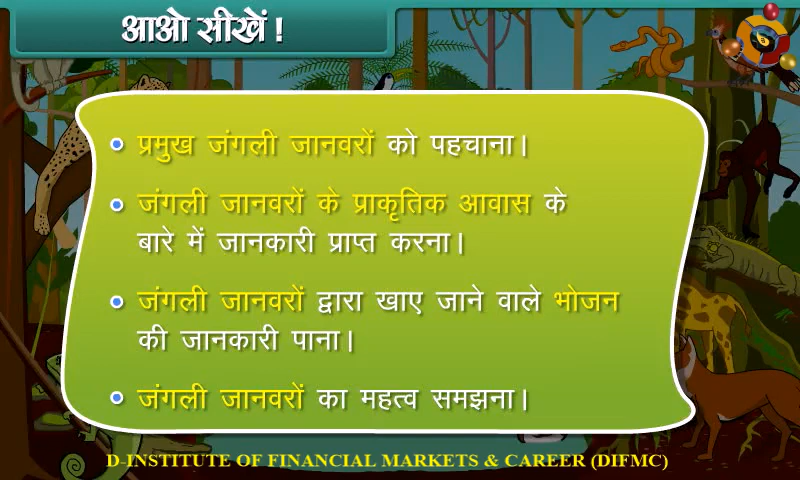 आओ सीखें!
प्रमुख जंगली जानवरों को पहचाना।
जंगली जानवरों के प्राकृतिक आवास के
बारे में जानकारी प्राप्त करना।
जंगली जानवरों द्वारा खाए जाने वाले भोजन
की जानकारी पाना।
जंगली जानवरों का महत्व समझना।
D-INSTITUTE OF FINANCIAL MARKETS & CAREER (DIFMC)